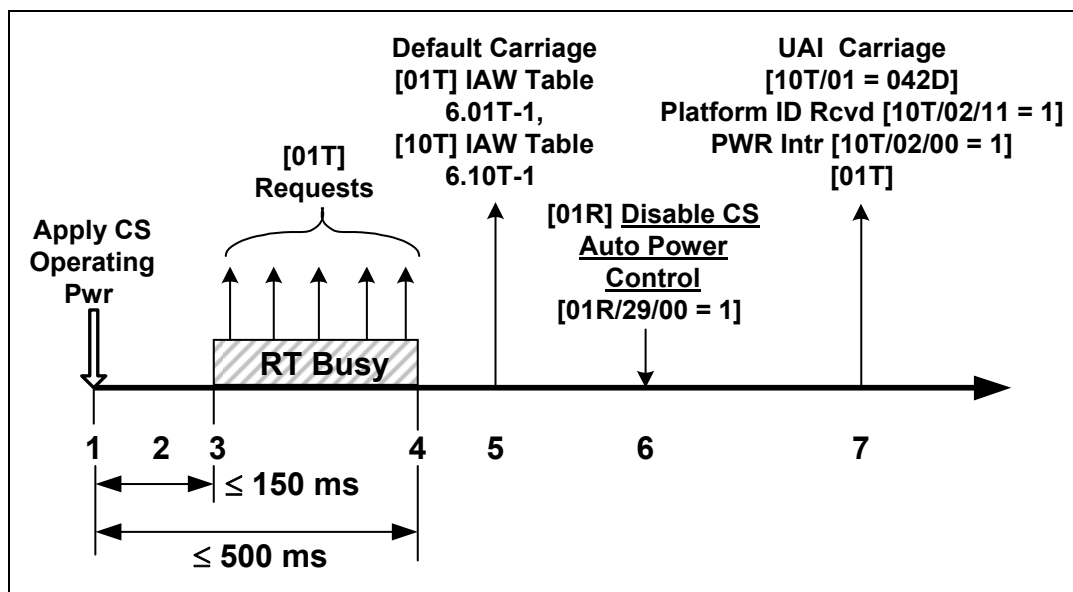 Default Carriage
[01T] IAW Table
6.01T-1,
[10T] IAW Table
6.10T-1
UAI  Carriage
[10T/01 = 042D]
Platform ID Rcvd [10T/02/11 = 1]
PWR Intr [10T/02/00 = 1]
[01T]
[01T]
Requests
Apply CS
Operating
Pwr
[01R] Disable CS
Auto Power
Control
[01R/29/00 = 1]
RT Busy
1 2 3 4 5 6 7
≤ 150 ms
≤ 500 ms